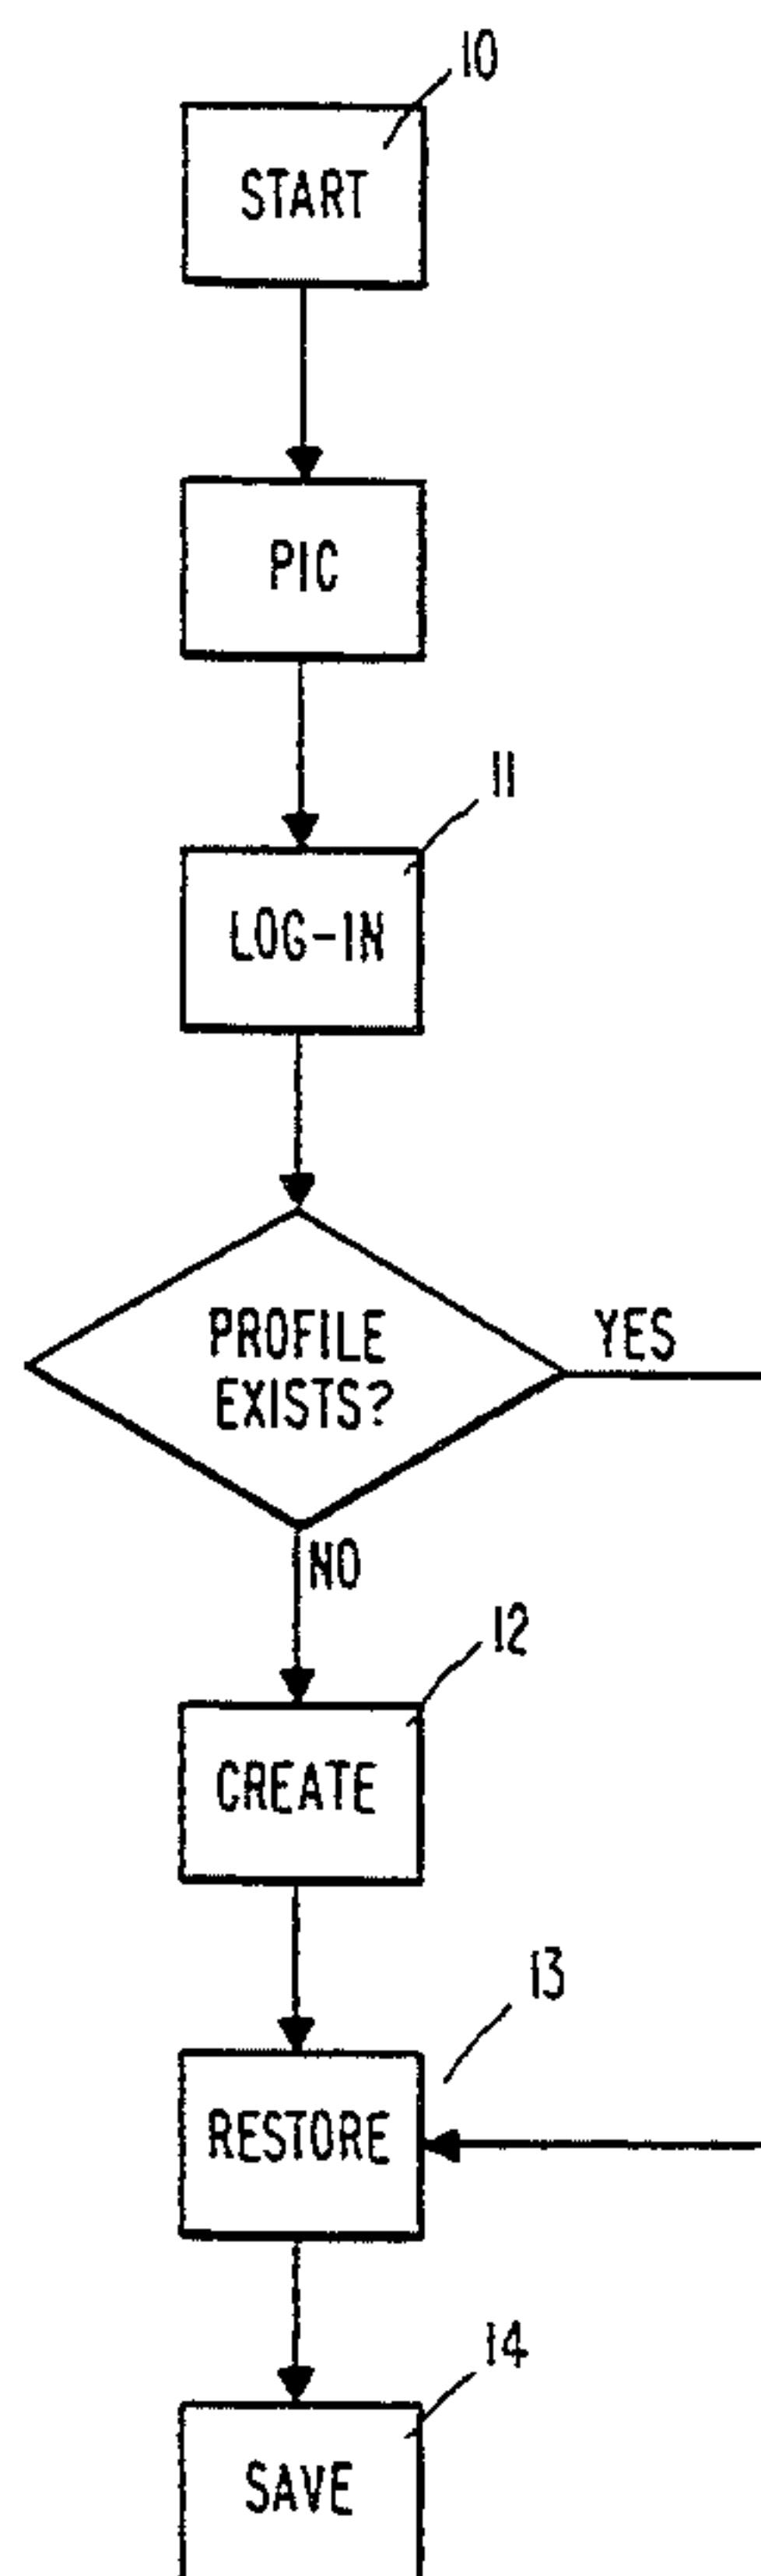 10
START
PIC
11
LOG-IN
PROFILE
EXISTS?
YES
NO
12
CREATE
13
RESTORE
14
SAVE